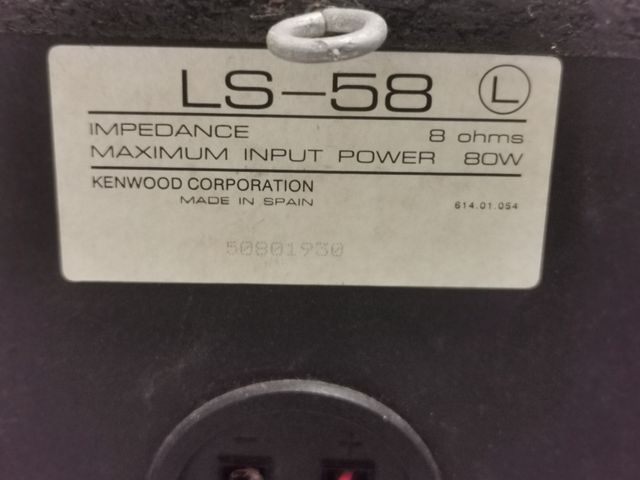 LS-58 L
IMPEDANCE 8 ohms
MAXIMUM INPUT POWER 80W
KENWOOD CORPORATION
MADE IN SPAIN 614.01.054
50801930
- +